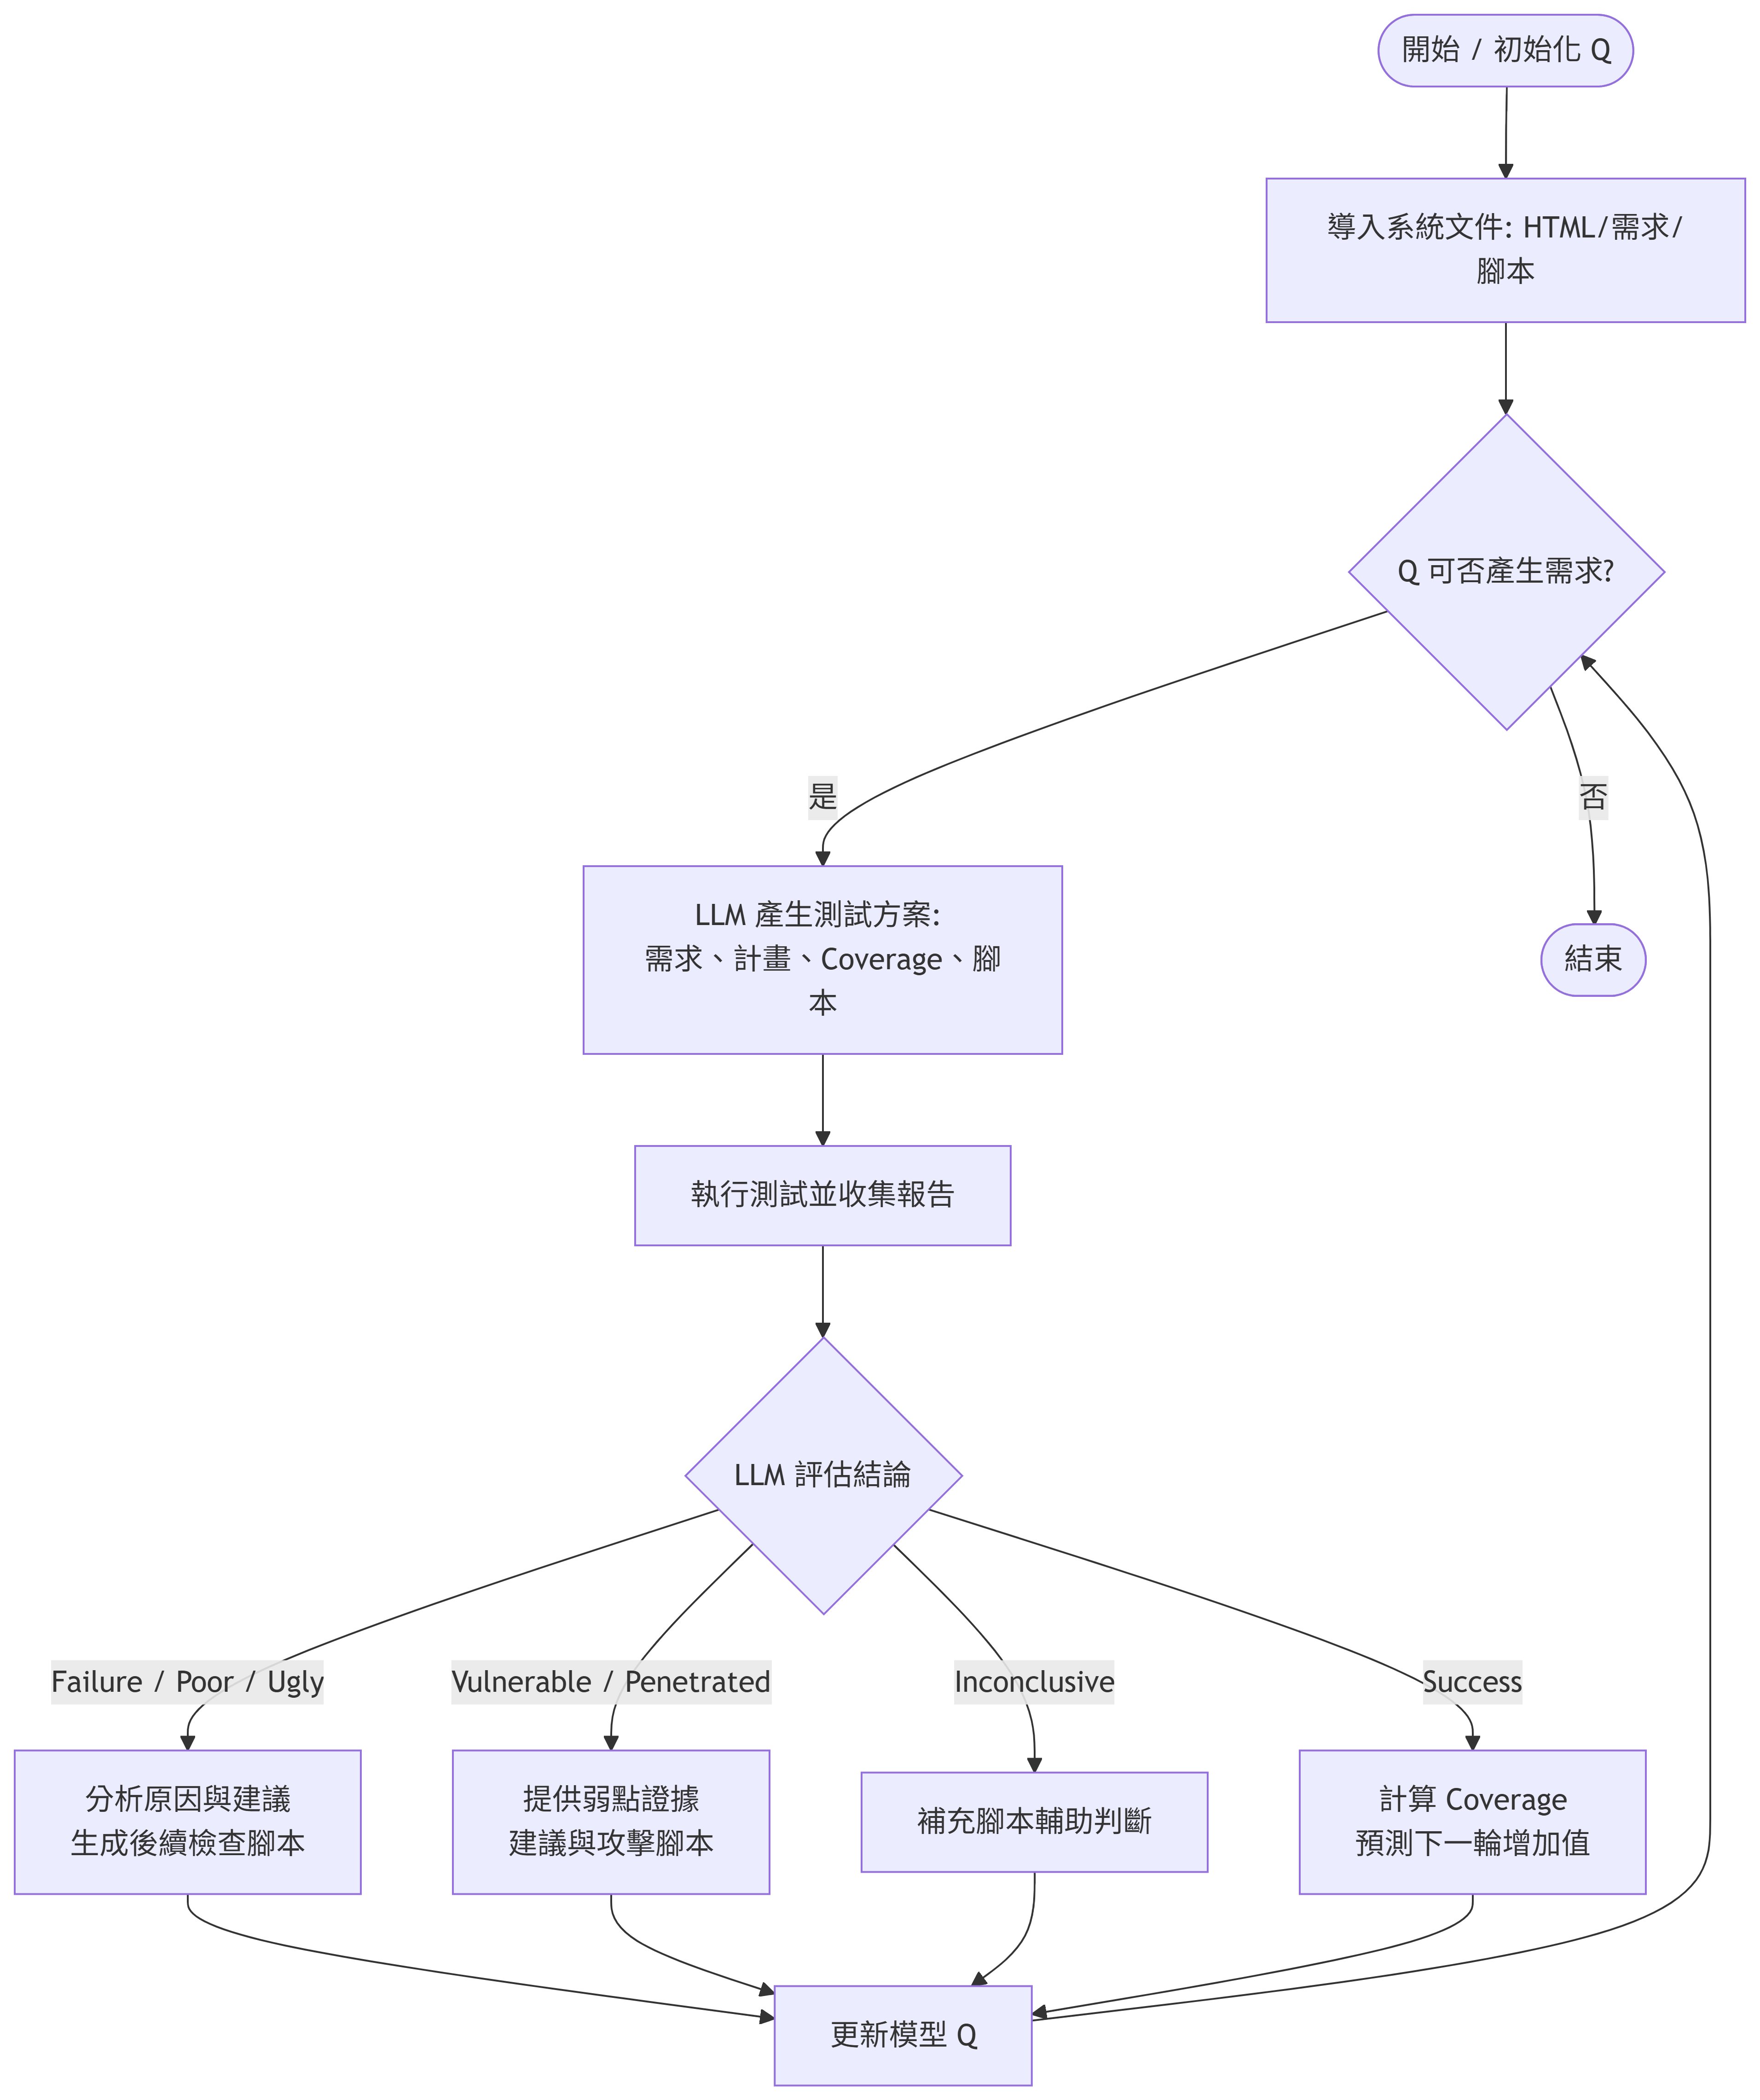 開始 / 初始化 Q
導入系統文件: HTML/需求/
腳本
Q 可否產生需求?
是
否
LLM 產生測試方案:
需求、計畫、Coverage、腳
本
結束
執行測試並收集報告
LLM 評估結論
Failure / Poor / Ugly
Vulnerable / Penetrated
Inconclusive
Success
分析原因與建議
生成後續檢查腳本
提供弱點證據
建議與攻擊腳本
補充腳本輔助判斷
計算 Coverage
預測下一輪增加值
更新模型 Q